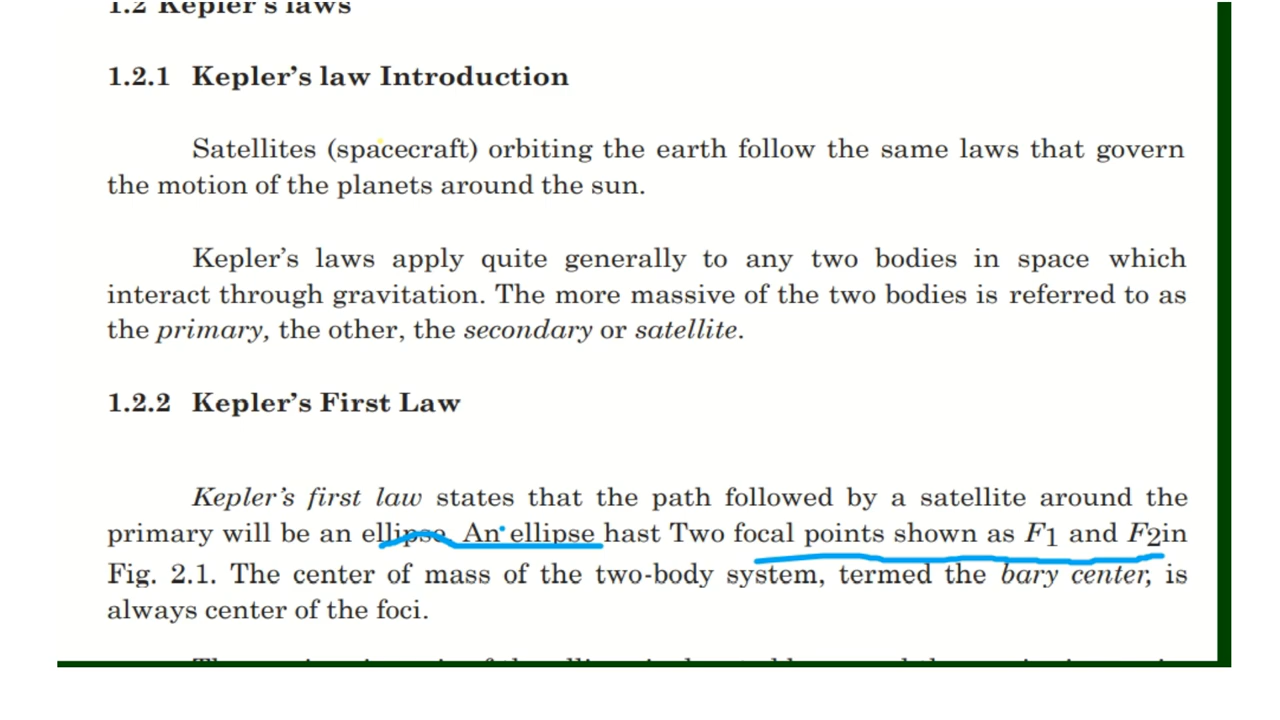 1.2 Kepler's laws
1.2.1 Kepler's law Introduction
Satellites (spacecraft) orbiting the earth follow the same laws that govern
the motion of the planets around the sun.
Kepler's laws apply quite generally to any two bodies in space which
interact through gravitation. The more massive of the two bodies is referred to as
the primary, the other, the secondary or satellite.
1.2.2 Kepler's First Law
Kepler's first law states that the path followed by a satellite around the
primary will be an ellipse. An ellipse hast Two focal points shown as F1 and F2in
Fig. 2.1. The center of mass of the two-body system, termed the bary center, is
always center of the foci.